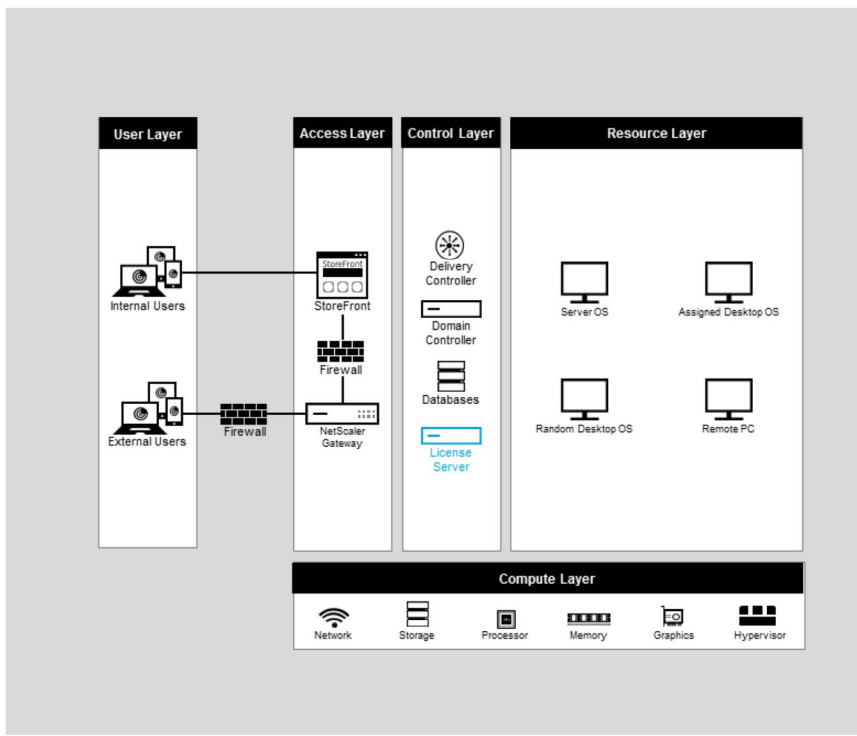 User Layer
Access Layer
Control Layer
Resource Layer
StoreFront
Internal Users
StoreFront
Firewall
External Users
Firewall
NetScaler
Gateway
Delivery
Controller
Domain
Controller
Databases
License
Server
Server OS
Assigned Desktop OS
Random Desktop OS
Remote PC
Compute Layer
Network
Storage
Processor
Memory
Graphics
Hypervisor